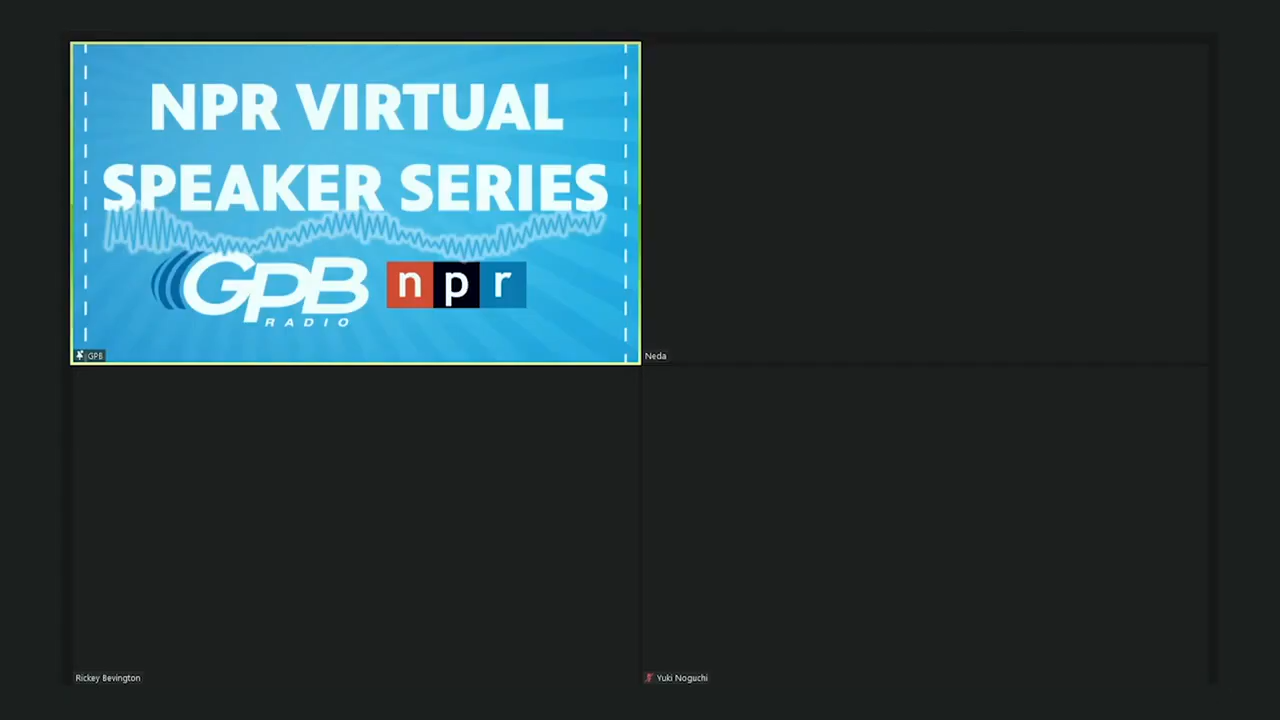 NPR VIRTUAL
SPEAKER SERIES
GPB
RADIO
npr
GPB
Neda
Rickey Bevington
Yuki Noguchi